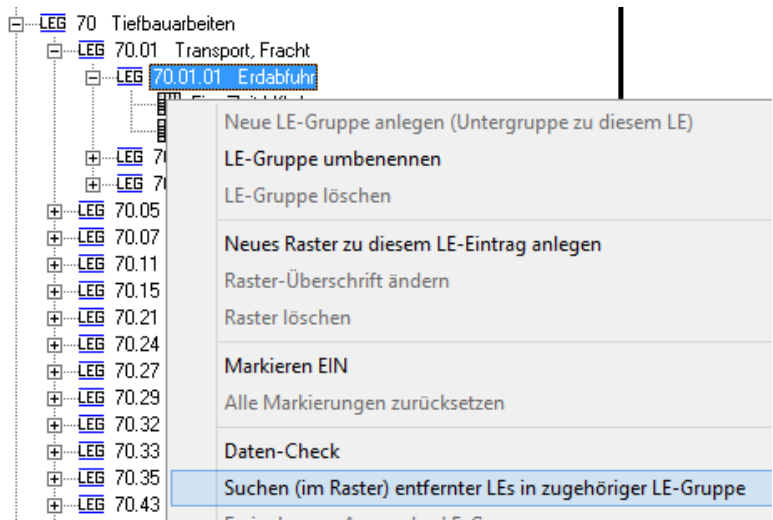 LEG 70 Tiefbauarbeiten
LEG 70.01 Transport, Fracht
LEG 70.01.01 Erdabfuhr
Neue LE-Gruppe anlegen (Untergruppe zu diesem LE)
LEG
LE-Gruppe umbenennen
LEG
LE-Gruppe löschen
LEG 70.05
LEG 70.07
Neues Raster zu diesem LE-Eintrag anlegen
LEG 70.11
Raster-Überschrift ändern
LEG 70.15
LEG 70.21
Raster löschen
LEG 70.24
LEG 70.27
Markieren EIN
LEG 70.29
Alle Markierungen zurücksetzen
LEG 70.32
LEG 70.33
Daten-Check
LEG 70.35
Suchen (im Raster) entfernter LEs in zugehöriger LE-Gruppe
LEG 70.43